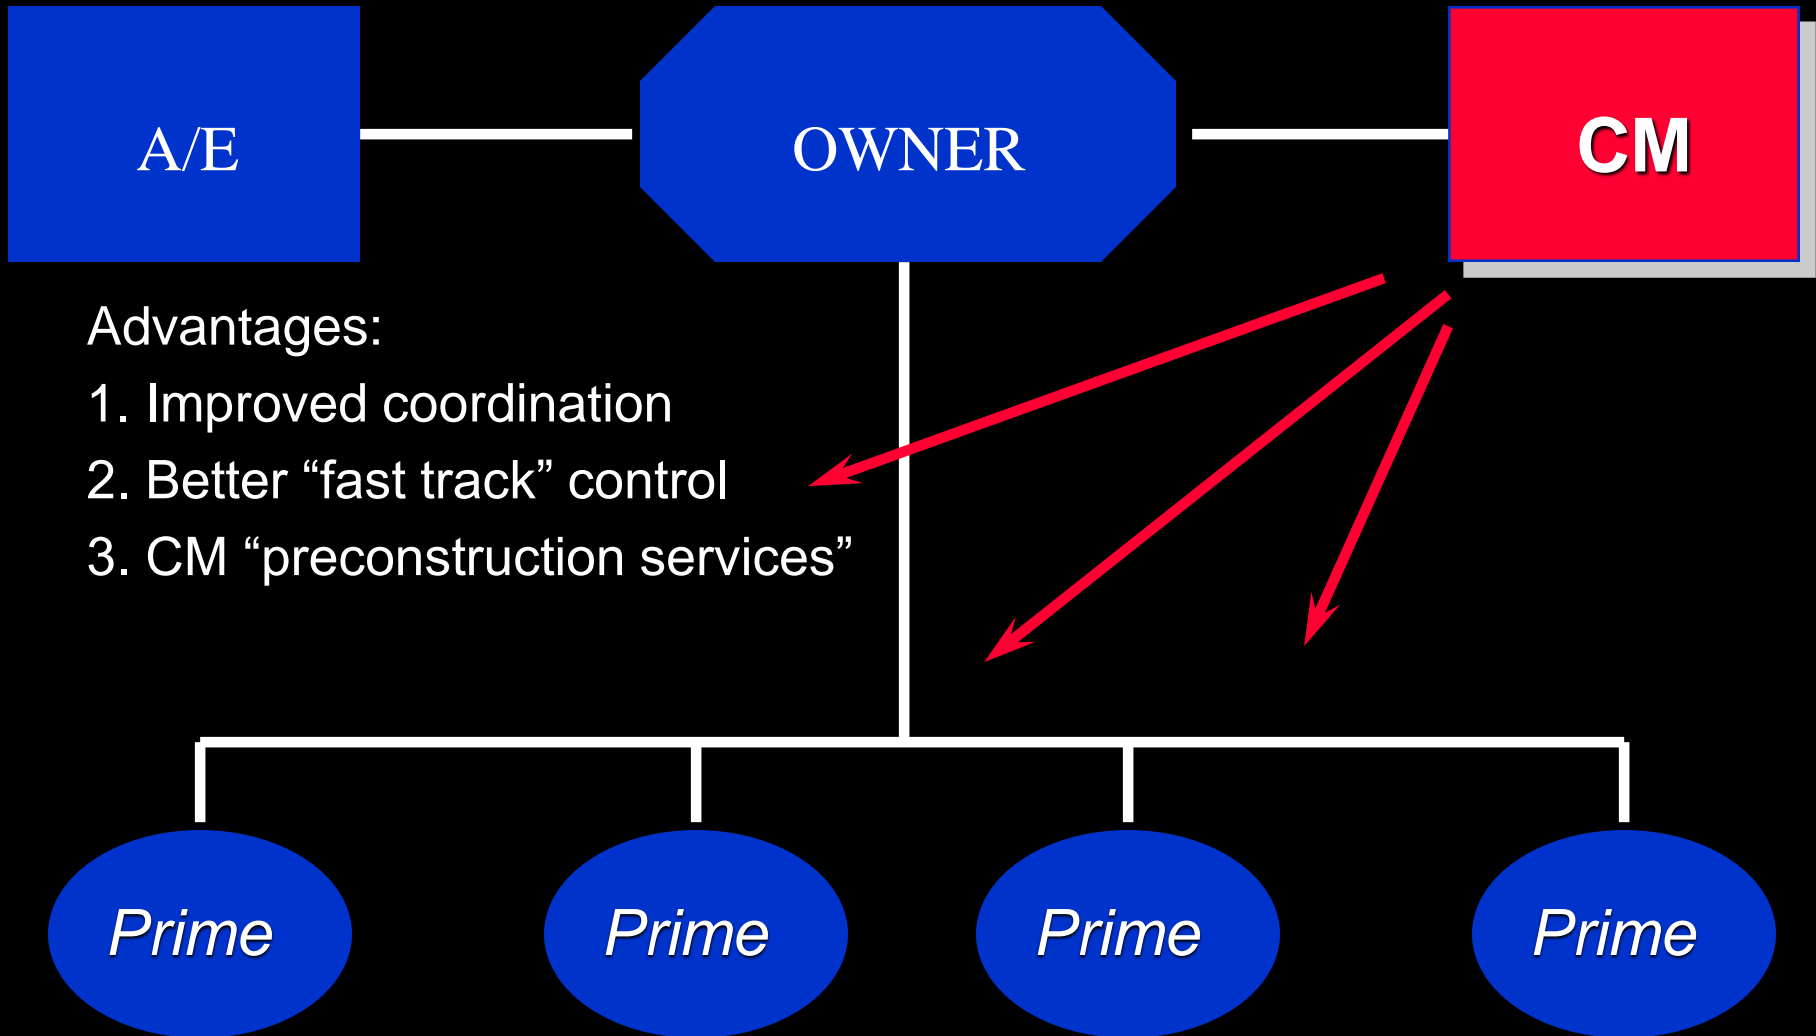 A/E
OWNER
CM
Advantages:
1. Improved coordination
2. Better “fast track” control
3. CM “preconstruction services”
Prime
Prime
Prime
Prime